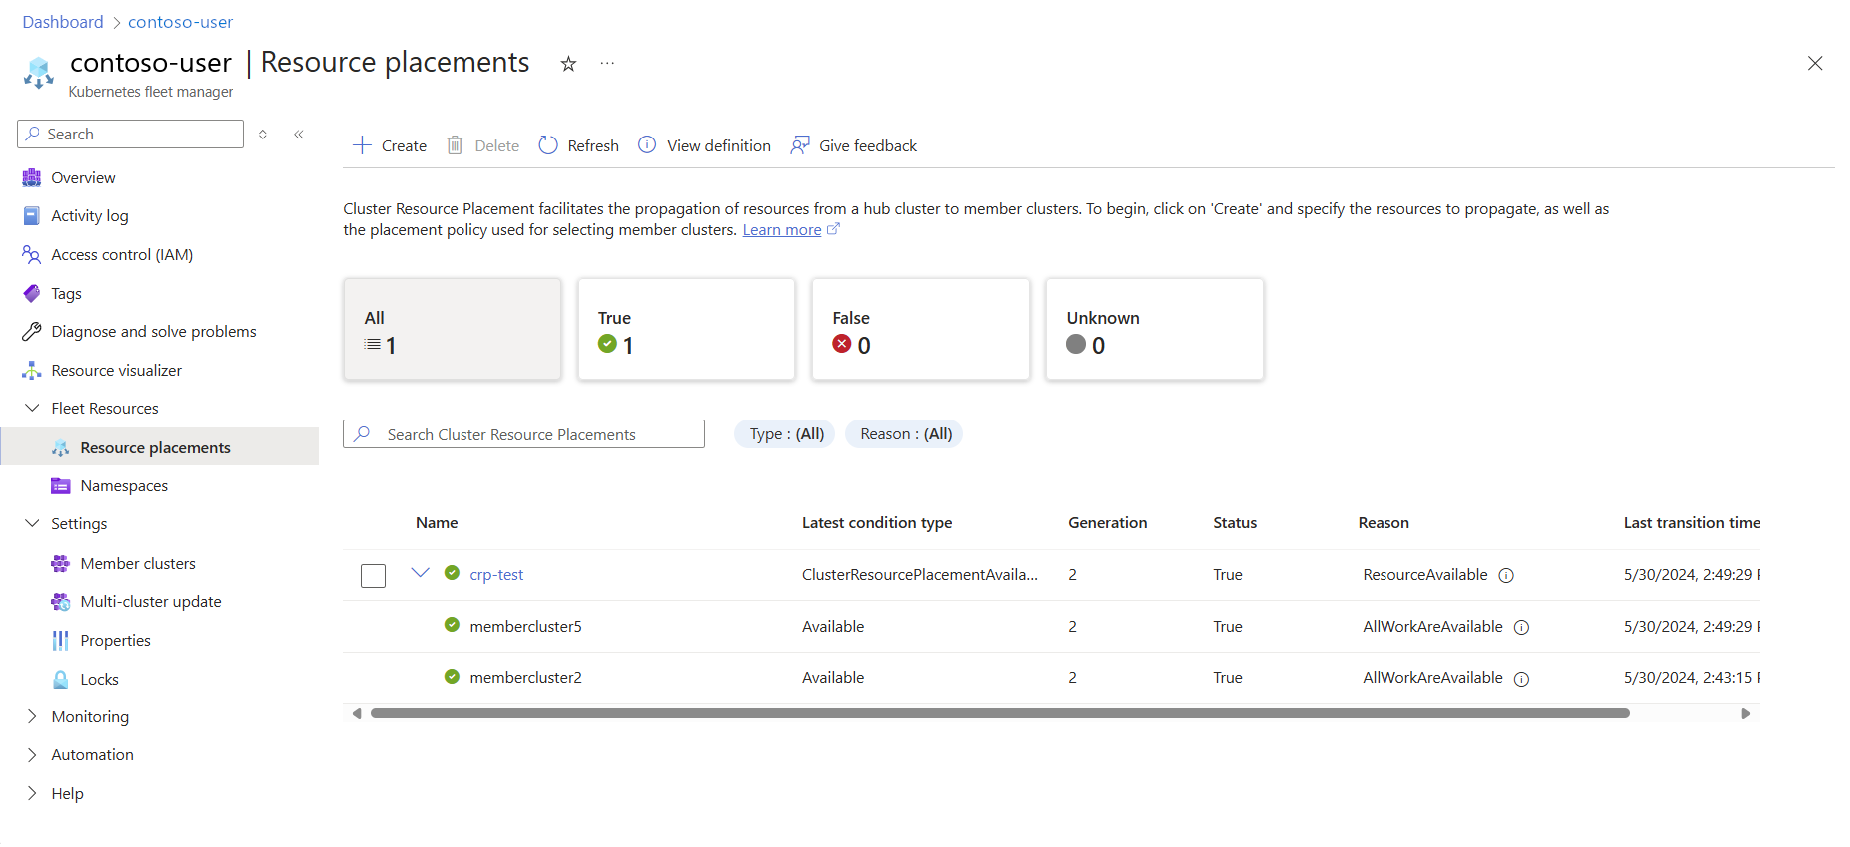 Dashboard > contoso-user
contoso-user | Resource placements
Kubernetes fleet manager
Search
Overview
Activity log
Access control (IAM)
Tags
Diagnose and solve problems
Resource visualizer
Fleet Resources
Resource placements
Namespaces
Settings
Member clusters
Multi-cluster update
Properties
Locks
Monitoring
Automation
Help
Create Delete Refresh View definition Give feedback
Cluster Resource Placement facilitates the propagation of resources from a hub cluster to member clusters. To begin, click on 'Create' and specify the resources to propagate, as well as
the placement policy used for selecting member clusters. Learn more
All
1
True
1
False
0
Unknown
0
Search Cluster Resource Placements Type : (All) Reason : (All)
Name Latest condition type Generation Status Reason Last transition time
crp-test ClusterResourcePlacementAvaila... 2 True ResourceAvailable 5/30/2024, 2:49:29
membercluster5 Available 2 True AllWorkAreAvailable 5/30/2024, 2:49:29
membercluster2 Available 2 True AllWorkAreAvailable 5/30/2024, 2:43:15